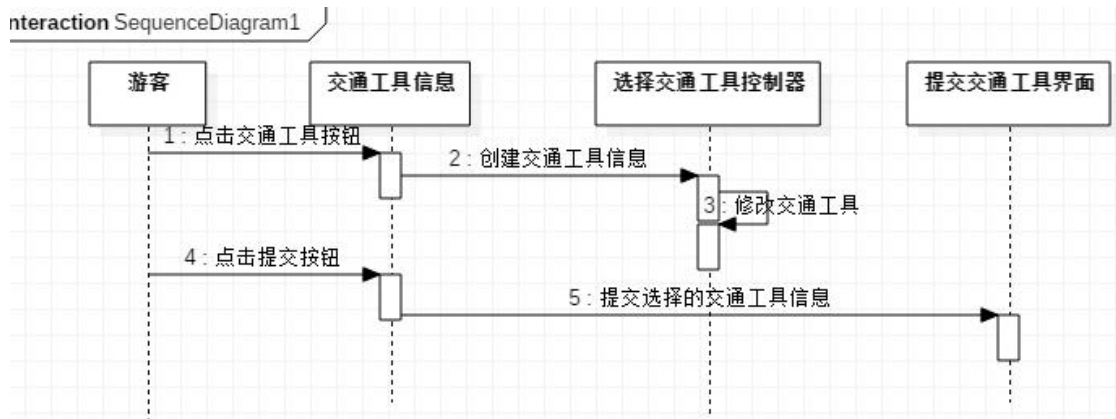 nteraction SequenceDiagram1
游客
交通工具信息
选择交通工具控制器
提交交通工具界面
1 : 点击交通工具按钮
2 : 创建交通工具信息
3 : 修改交通工具
4 : 点击提交按钮
5 : 提交选择的交通工具信息